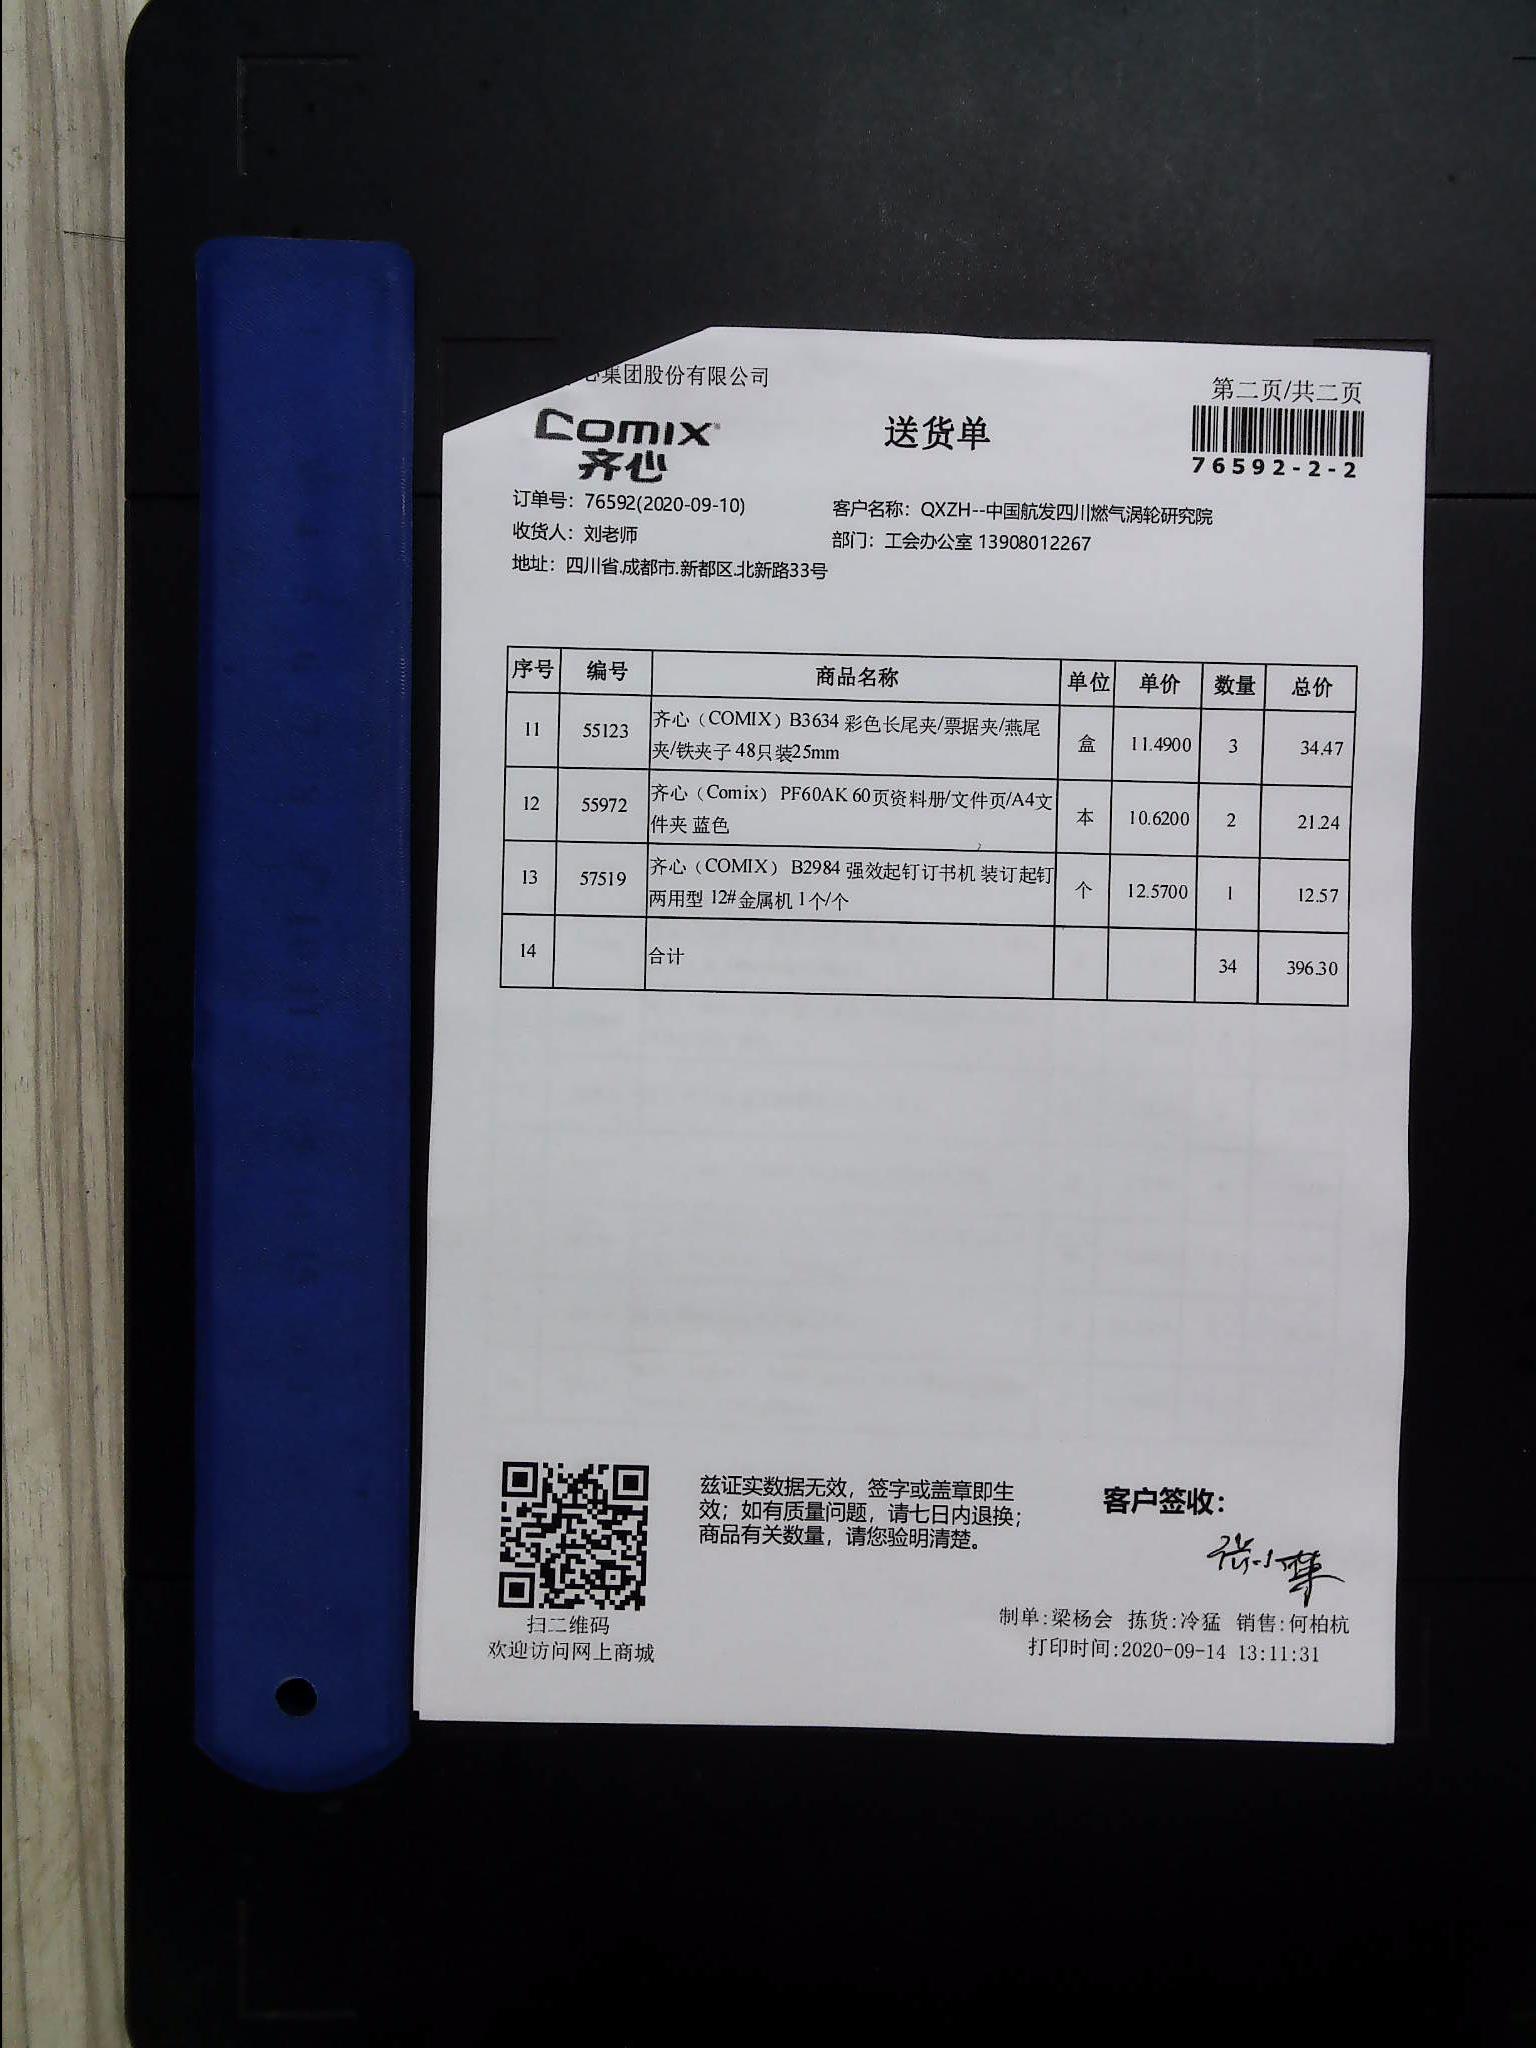 集团股份有限公司
第二页/共二页
Comix
齐心
送货单
76592-2-2
订单号：76592(2020-09-10)
客户名称：QXZH--中国航发四川燃气涡轮研究院
收货人：刘老师
部门：工会办公室 13908012267
地址：四川省.成都市.新都区.北新路33号
序号 编号 商品名称 单位 单价 数量 总价
11 55123 齐心（COMIX）B3634 彩色长尾夹/票据夹/燕尾 盒 11.4900 3 34.47
夹/铁夹子 48只装25mm
12 55972 齐心（Comix） PF60AK 60页资料册/文件页/A4文 本 10.6200 2 21.24
件夹 蓝色
13 57519 齐心（COMIX） B2984 强效起钉订书机 装订起钉 个 12.5700 1 12.57
两用型 12#金属机 1个/个
14 合计 34 396.30
兹证实数据无效，签字或盖章即生
效；如有质量问题，请七日内退换；
商品有关数量，请您验明清楚。
客户签收：
扫二维码
欢迎访问网上商城
制单:梁杨会 拣货:冷猛 销售:何柏杭
打印时间:2020-09-14 13:11:31